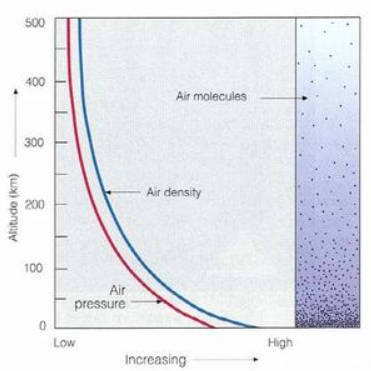 500
400
Air molecules
300
Altitude (km)
Air density
200
100
Air
pressure
0
Low
High
Increasing